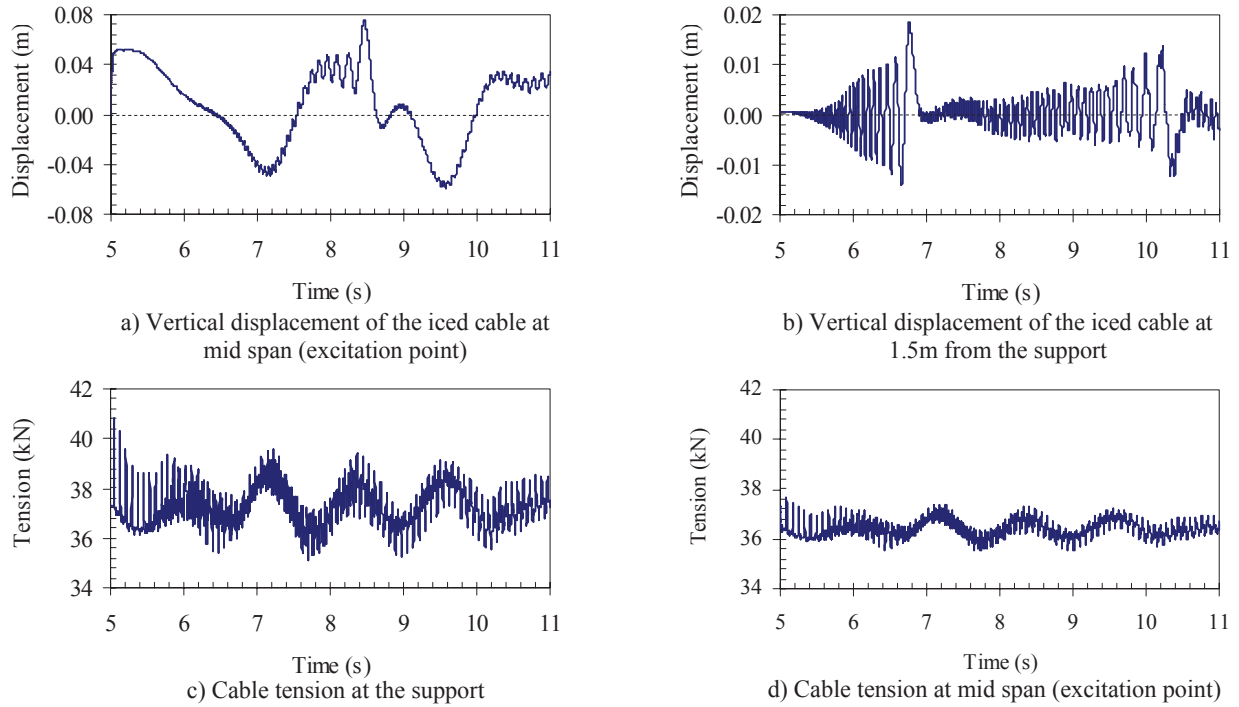 0.08
0.04
0.00
-0.04
-0.08
Displacement (m)
5 6 7 8 9 10 11
Time (s)
a) Vertical displacement of the iced cable at
mid span (excitation point)
0.02
0.01
0.00
-0.01
-0.02
Displacement (m)
5 6 7 8 9 10 11
Time (s)
b) Vertical displacement of the iced cable at
1.5m from the support
42
40
38
36
34
Tension (kN)
5 6 7 8 9 10 11
Time (s)
c) Cable tension at the support
42
40
38
36
34
Tension (kN)
5 6 7 8 9 10 11
Time (s)
d) Cable tension at mid span (excitation point)